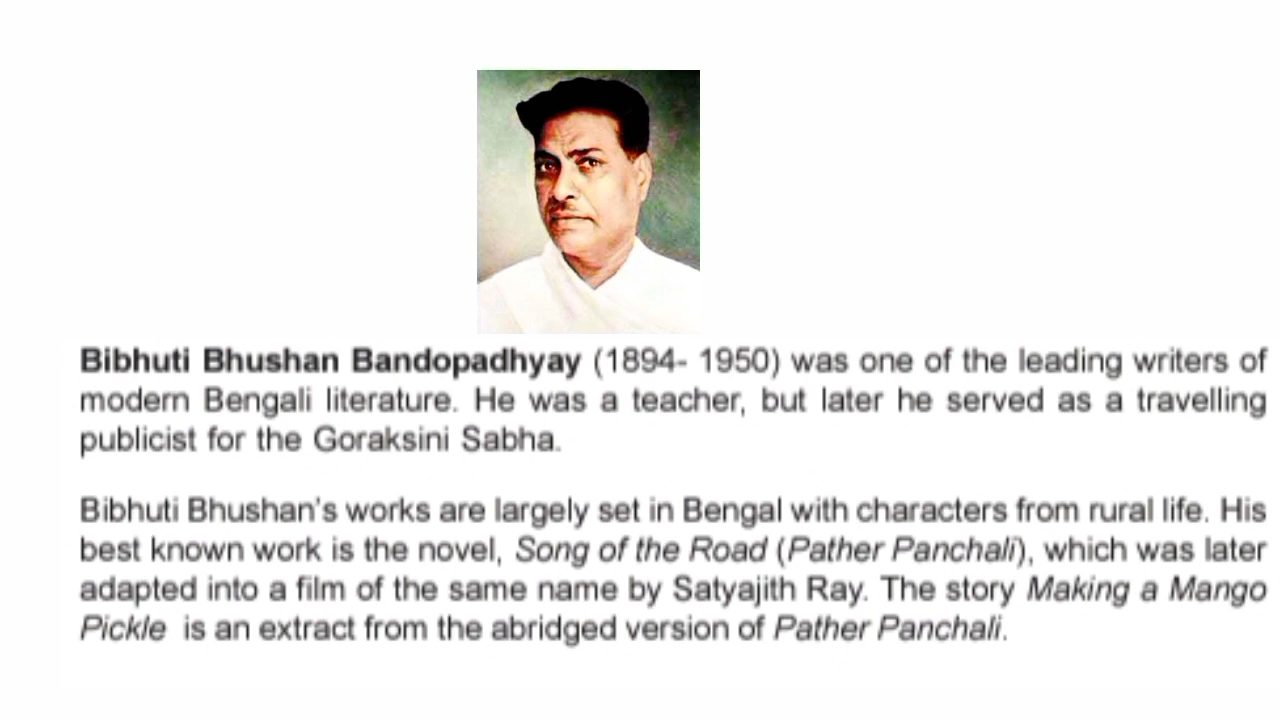 Bibhuti Bhushan Bandopadhyay (1894- 1950) was one of the leading writers of
modern Bengali literature. He was a teacher, but later he served as a travelling
publicist for the Goraksini Sabha.
Bibhuti Bhushan's works are largely set in Bengal with characters from rural life. His
best known work is the novel, Song of the Road (Pather Panchali), which was later
adapted into a film of the same name by Satyajith Ray. The story Making a Mango
Pickle is an extract from the abridged version of Pather Panchali.